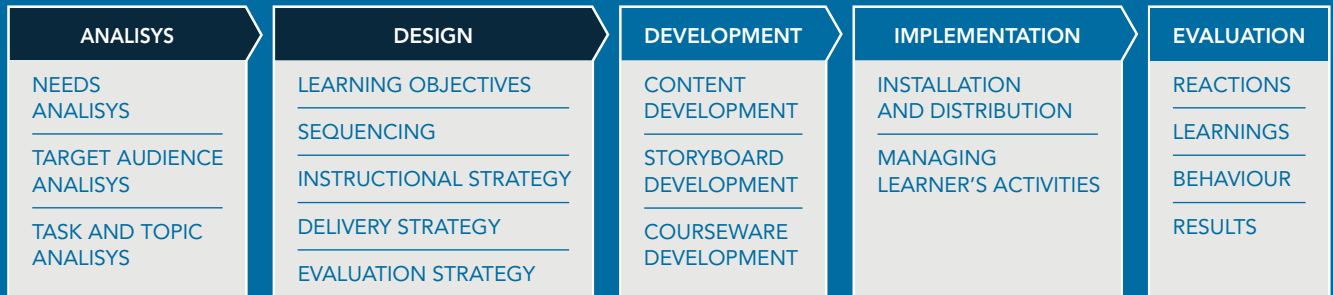 ANALISYS
NEEDS
ANALISYS
TARGET AUDIENCE
ANALISYS
TASK AND TOPIC
ANALISYS
DESIGN
LEARNING OBJECTIVES
SEQUENCING
INSTRUCTIONAL STRATEGY
DELIVERY STRATEGY
EVALUATION STRATEGY
DEVELOPMENT
CONTENT
DEVELOPMENT
STORYBOARD
DEVELOPMENT
COURSEWARE
DEVELOPMENT
IMPLEMENTATION
INSTALLATION
AND DISTRIBUTION
MANAGING
LEARNER’S ACTIVITIES
EVALUATION
REACTIONS
LEARNINGS
BEHAVIOUR
RESULTS